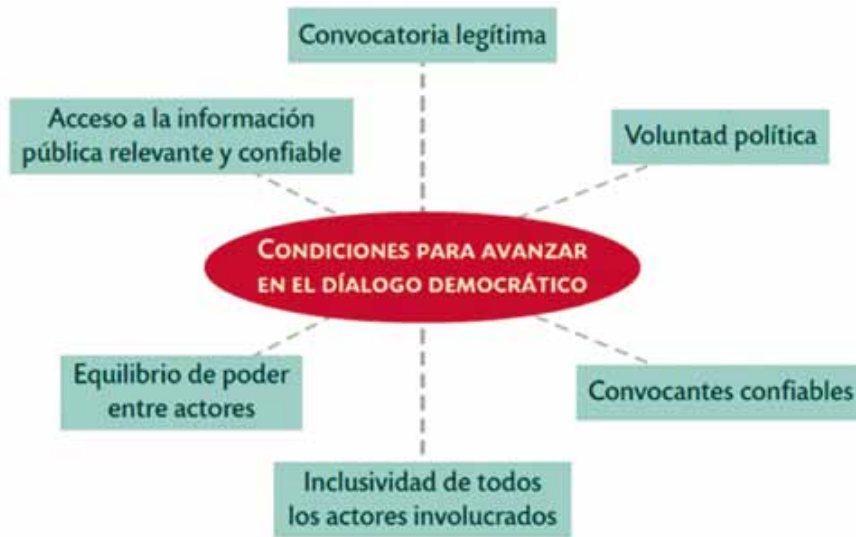 Convocatoria legítima
Acceso a la información
pública relevante y confiable
Voluntad política
CONDICIONES PARA AVANZAR
EN EL DÍALOGO DEMOCRÁTICO
Equilibrio de poder
entre actores
Convocantes confiables
Inclusividad de todos
los actores involucrados